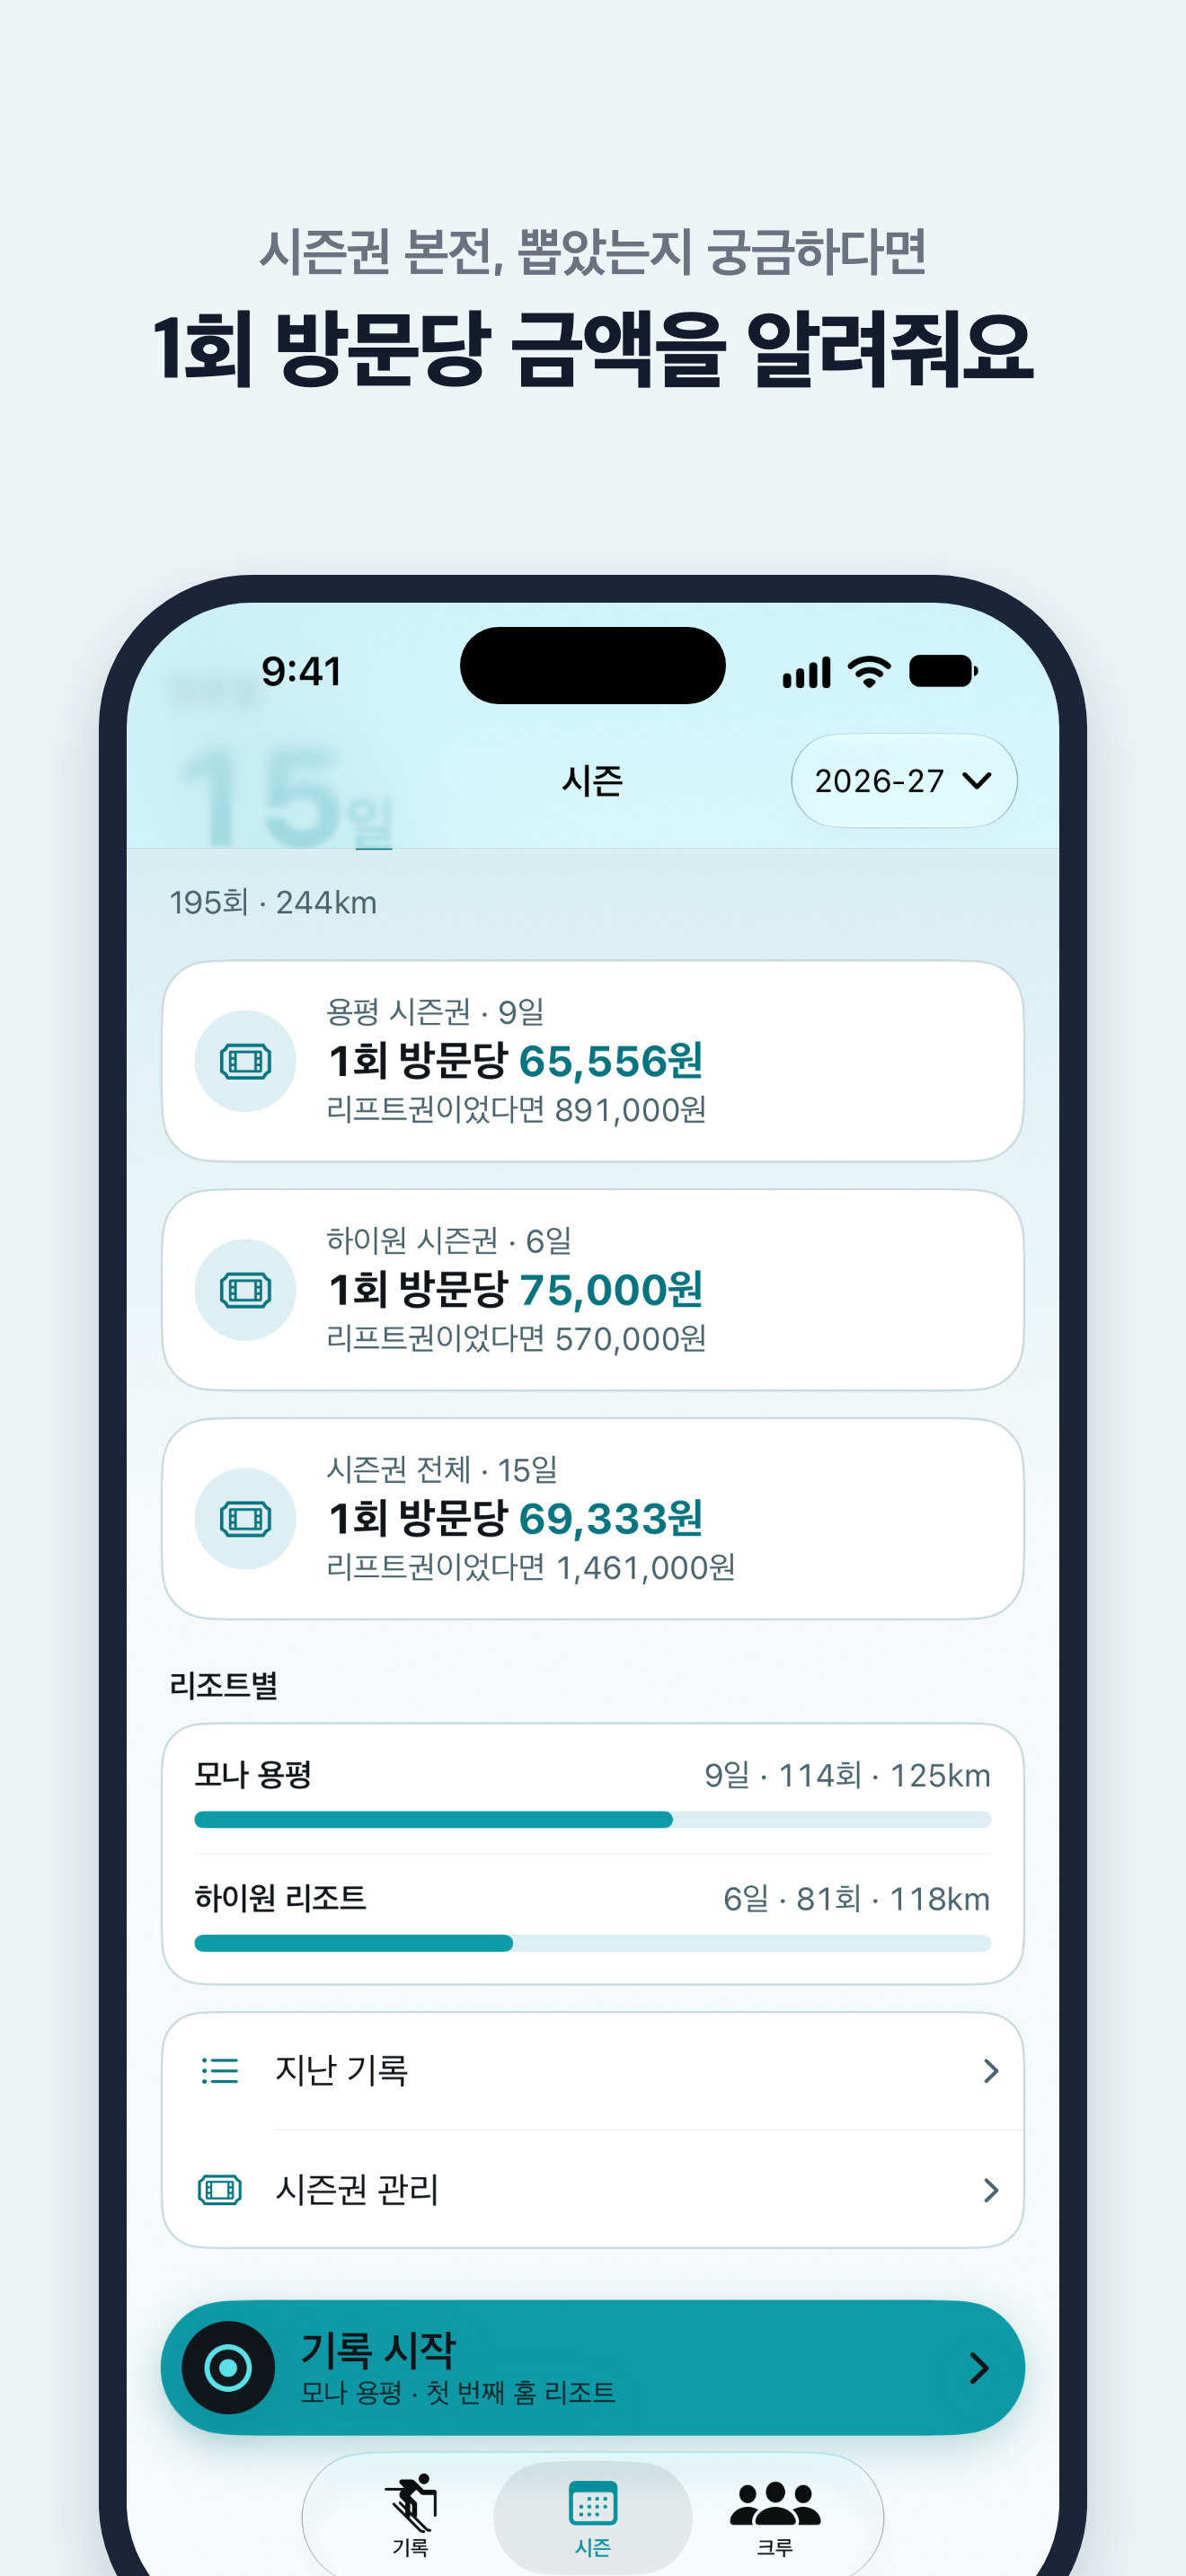 시즌권 본전, 뽑았는지 궁금하다면
1회 방문당 금액을 알려줘요
9:41
15일
시즌
2026-27
195회 · 244km
용평 시즌권 · 9일
1회 방문당 65,556원
리프트권이었다면 891,000원
하이원 시즌권 · 6일
1회 방문당 75,000원
리프트권이었다면 570,000원
시즌권 전체 · 15일
1회 방문당 69,333원
리프트권이었다면 1,461,000원
리조트별
모나 용평
9일 · 114회 · 125km
하이원 리조트
6일 · 81회 · 118km
지난 기록
시즌권 관리
기록 시작
모나 용평 · 첫 번째 홈 리조트
기록
시즌
크루